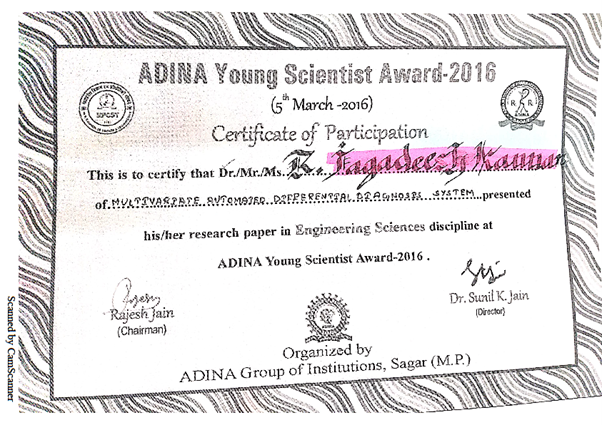 ADINA Young Scientist Award-2016
(5th March -2016)
Certificate of Participation
This is to certify that Dr./Mr./Ms. K. Jagadeesh Kannan
of MULTIVARIATE AUTOMATED DIFFERENTIAL DIAGNOSIS SYSTEM presented
his/her research paper in Engineering Sciences discipline at
ADINA Young Scientist Award-2016 .
Rajesh Jain
(Chairman)
Dr. Sunil K. Jain
(Director)
Organized by
ADINA Group of Institutions, Sagar (M.P.)
Scanned by CamScanner